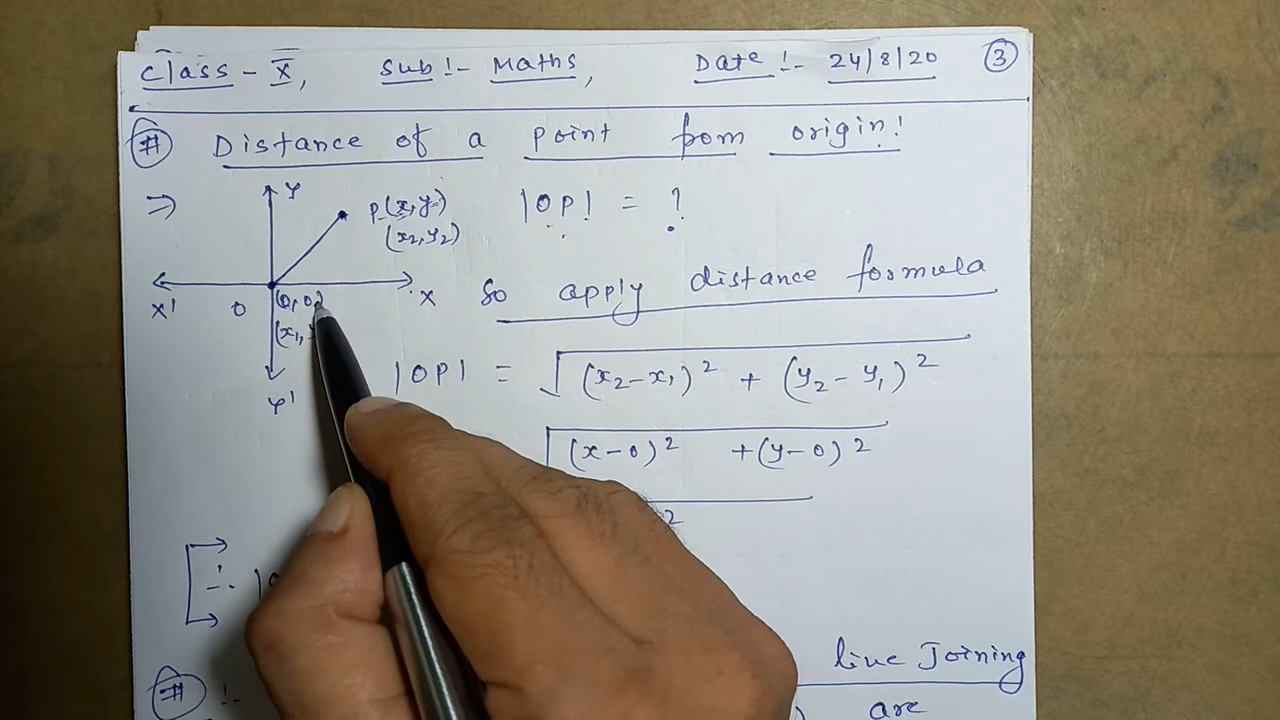 Class - X, Sub :- Maths, Date :- 24/8/20 3
# Distance of a point from origin!
⇒ Y P(x,y) |OP| = ?
(x2,y2)
X' O (0,0) X So apply distance formula
(x1,
Y' |OP| = √(x2-x1)² + (y2-y1)²
√(x-0)² + (y-0)²
2
∴ |
# :- line Joining
are